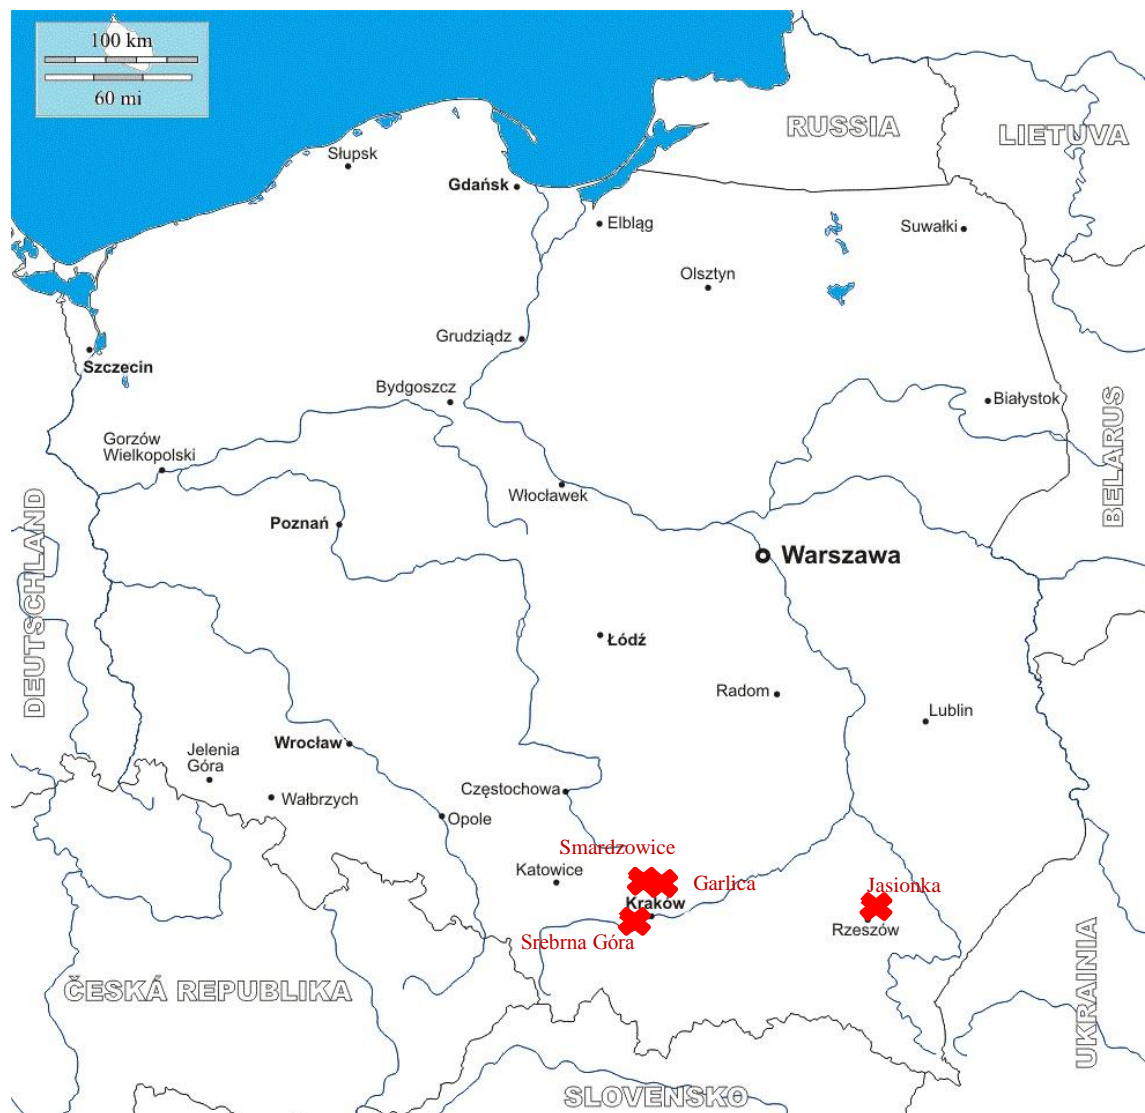 100 km
60 mi
RUSSIA
LIETUVA
Słupsk
Gdańsk
Elbląg
Suwałki
Olsztyn
Grudziądz
Szczecin
Bydgoszcz
Białystok
BELARUS
Gorzów
Wielkopolski
Włocławek
Poznań
DEUTSCHLAND
Warszawa
Łódź
Radom
Lublin
Wrocław
Jelenia
Góra
Wałbrzych
Częstochowa
Opole
Smardzowice
Katowice
Garlica
Jasionka
Kraków
Rzeszów
Srebrna Góra
ČESKÁ REPUBLIKA
UKRAINIA
SLOVENSKO